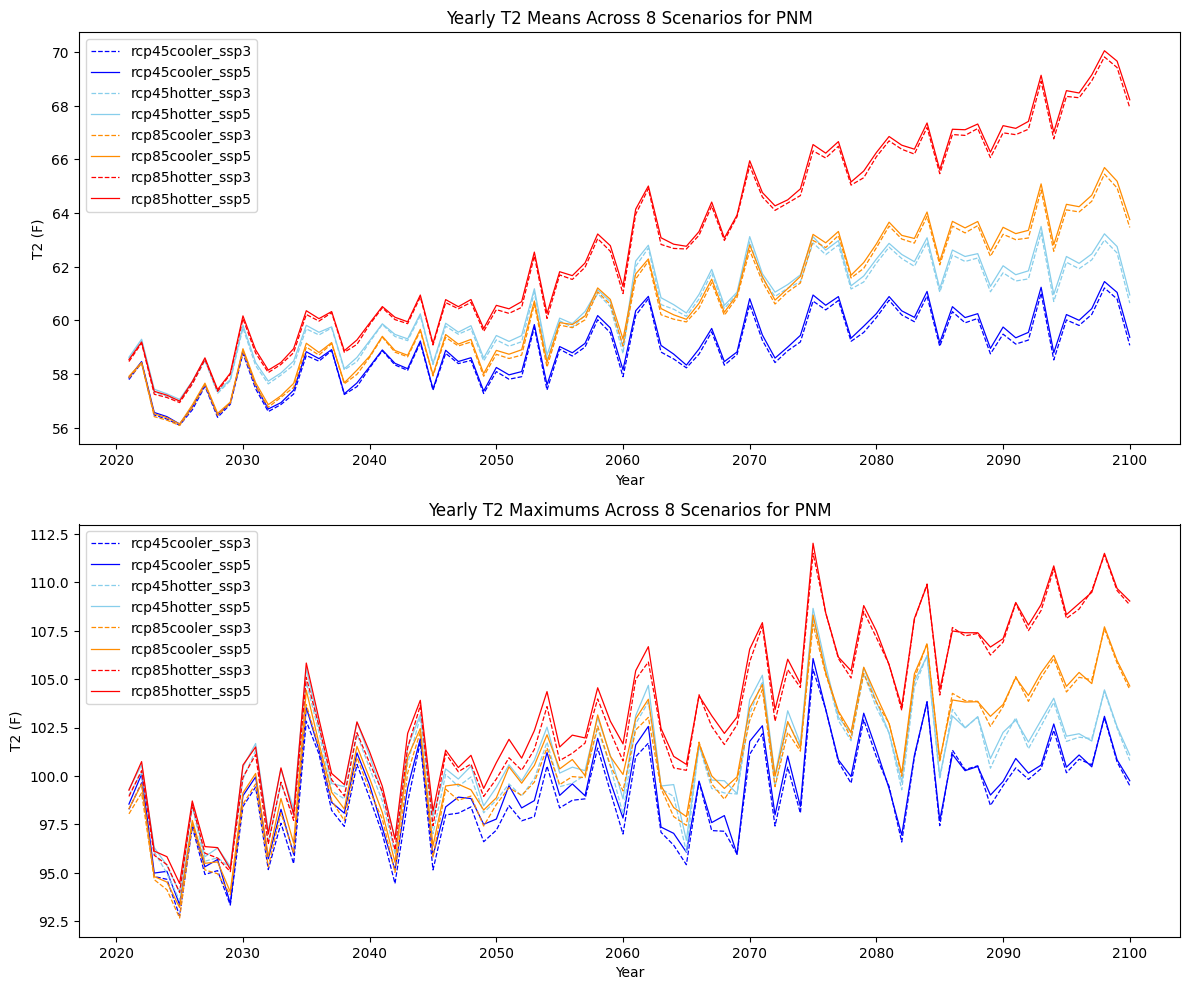 Yearly T2 Means Across 8 Scenarios for PNM
rcp45cooler_ssp3
rcp45cooler_ssp5
rcp45hotter_ssp3
rcp45hotter_ssp5
rcp85cooler_ssp3
rcp85cooler_ssp5
rcp85hotter_ssp3
rcp85hotter_ssp5
T2 (F)
70
68
66
64
62
60
58
56
2020
2030
2040
2050
2060
2070
2080
2090
2100
Year
Yearly T2 Maximums Across 8 Scenarios for PNM
rcp45cooler_ssp3
rcp45cooler_ssp5
rcp45hotter_ssp3
rcp45hotter_ssp5
rcp85cooler_ssp3
rcp85cooler_ssp5
rcp85hotter_ssp3
rcp85hotter_ssp5
T2 (F)
112.5
110.0
107.5
105.0
102.5
100.0
97.5
95.0
92.5
2020
2030
2040
2050
2060
2070
2080
2090
2100
Year